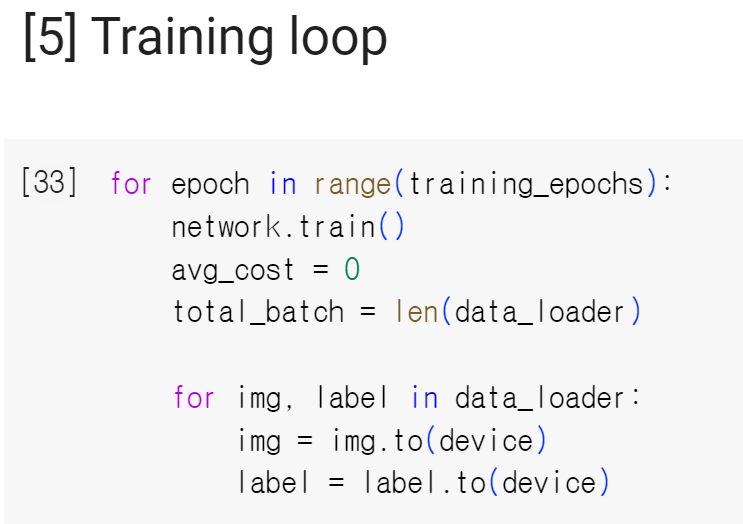 [5] Training loop
[33] for epoch in range(training_epochs):
network.train()
avg_cost = 0
total_batch = len(data_loader)
for img, label in data_loader:
img = img.to(device)
label = label.to(device)